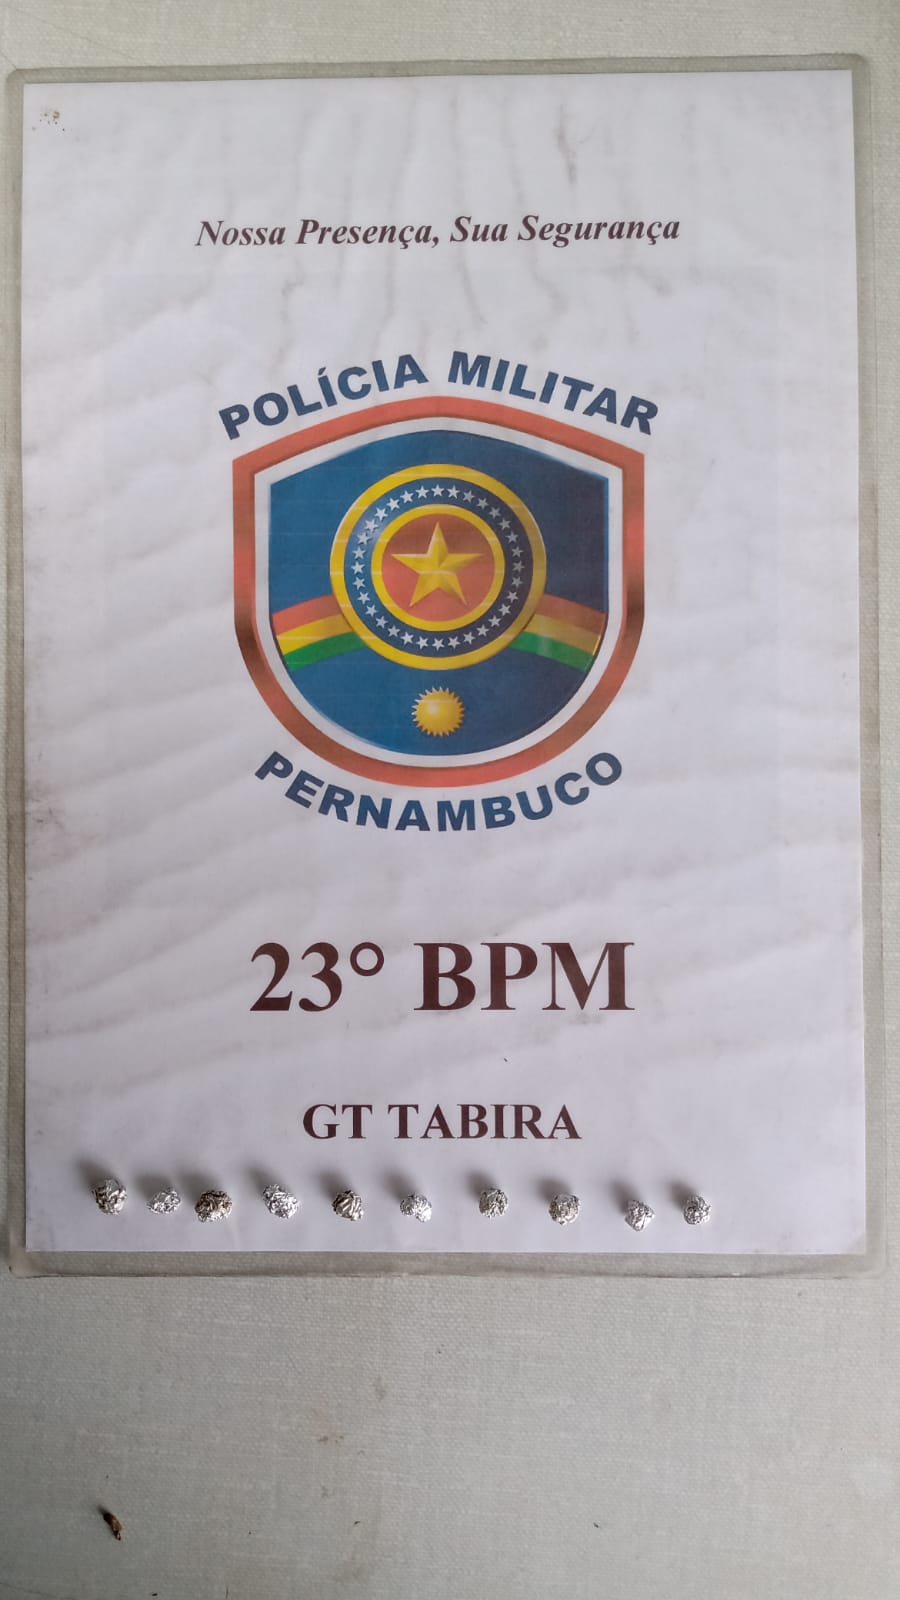 Nossa Presença, Sua Segurança
POLÍCIA MILITAR
PERNAMBUCO
23° BPM
GT TABIRA